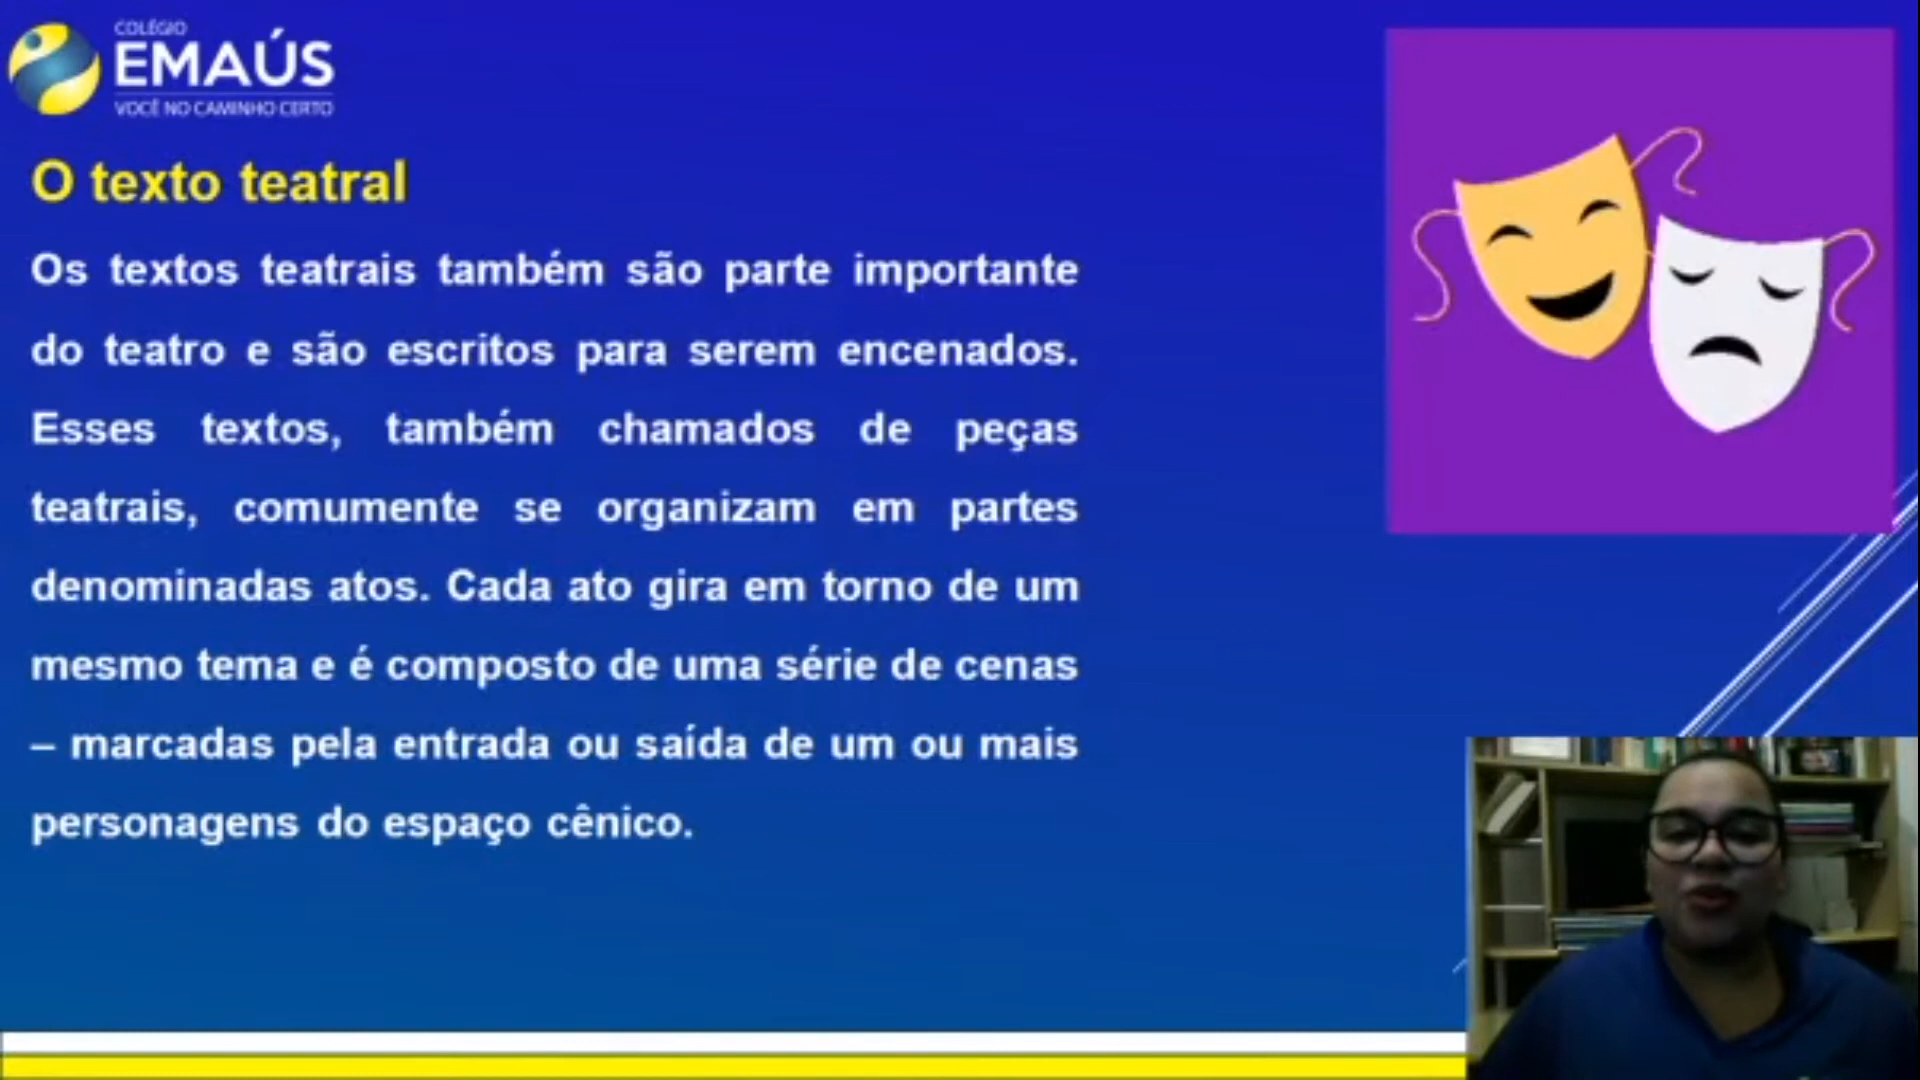 COLÉGIO
EMAÚS
VOCÊ NO CAMINHO CERTO
O texto teatral
Os textos teatrais também são parte importante
do teatro e são escritos para serem encenados.
Esses textos, também chamados de peças
teatrais, comumente se organizam em partes
denominadas atos. Cada ato gira em torno de um
mesmo tema e é composto de uma série de cenas
– marcadas pela entrada ou saída de um ou mais
personagens do espaço cênico.